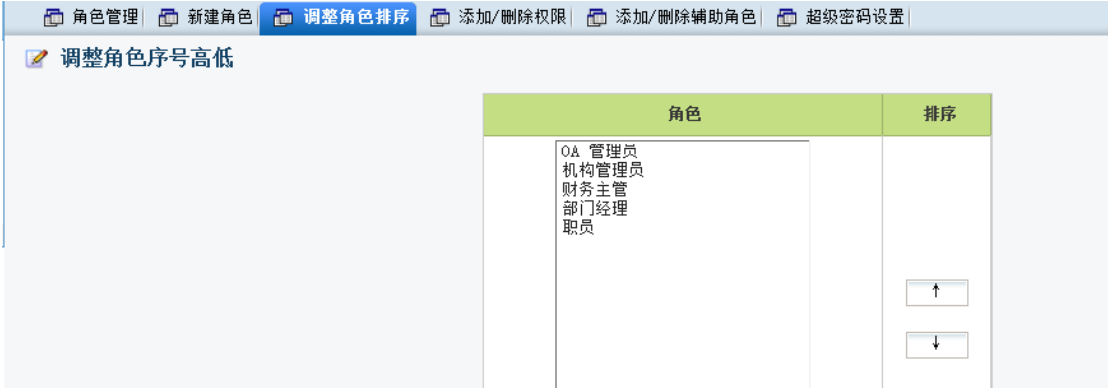 角色管理 新建角色 调整角色排序 添加/删除权限 添加/删除辅助角色 超级密码设置
调整角色序号高低
角色 排序
OA 管理员
机构管理员
财务主管
部门经理
职员
↑
↓